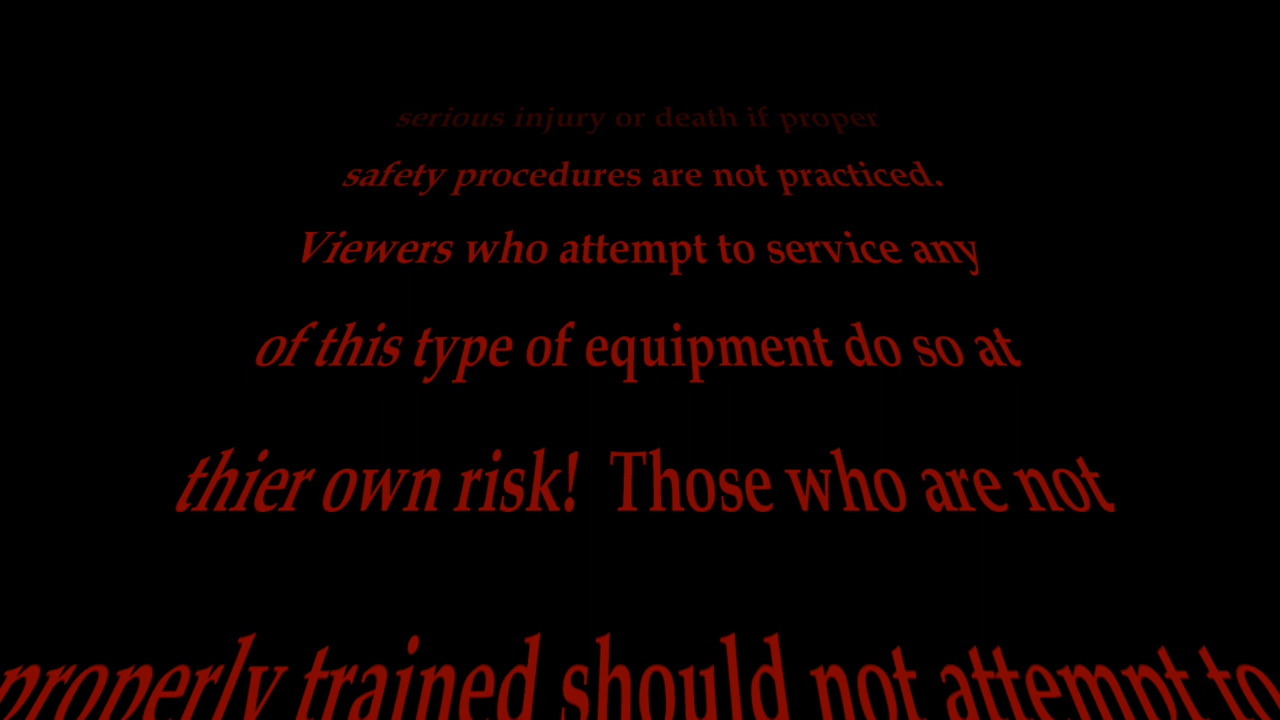 serious injury or death if proper
safety procedures are not practiced.
Viewers who attempt to service any
of this type of equipment do so at
thier own risk! Those who are not
properly trained should not attempt to